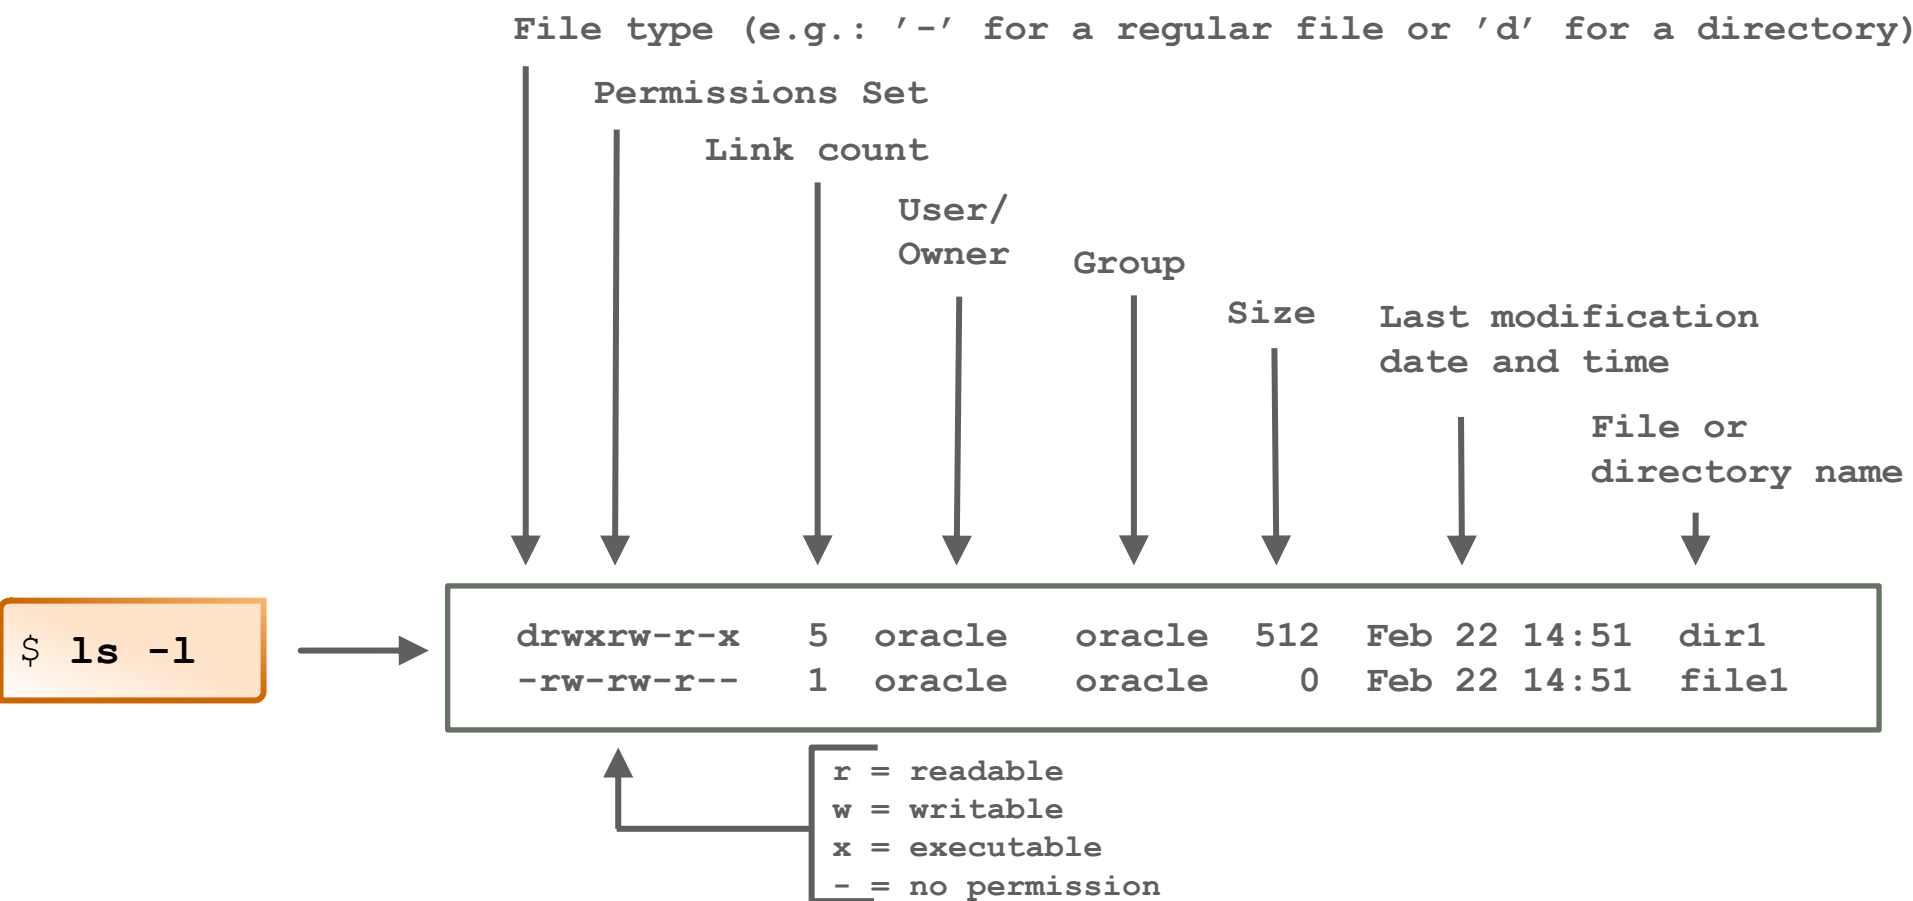 File type (e.g.: ’-’ for a regular file or ’d’ for a directory)
Permissions Set
Link count
User/
Owner
Group
Size
Last modification
date and time
File or
directory name
$ ls -l
drwxrw-r-x 5 oracle oracle 512 Feb 22 14:51 dir1
-rw-rw-r-- 1 oracle oracle 0 Feb 22 14:51 file1
r = readable
w = writable
x = executable
- = no permission